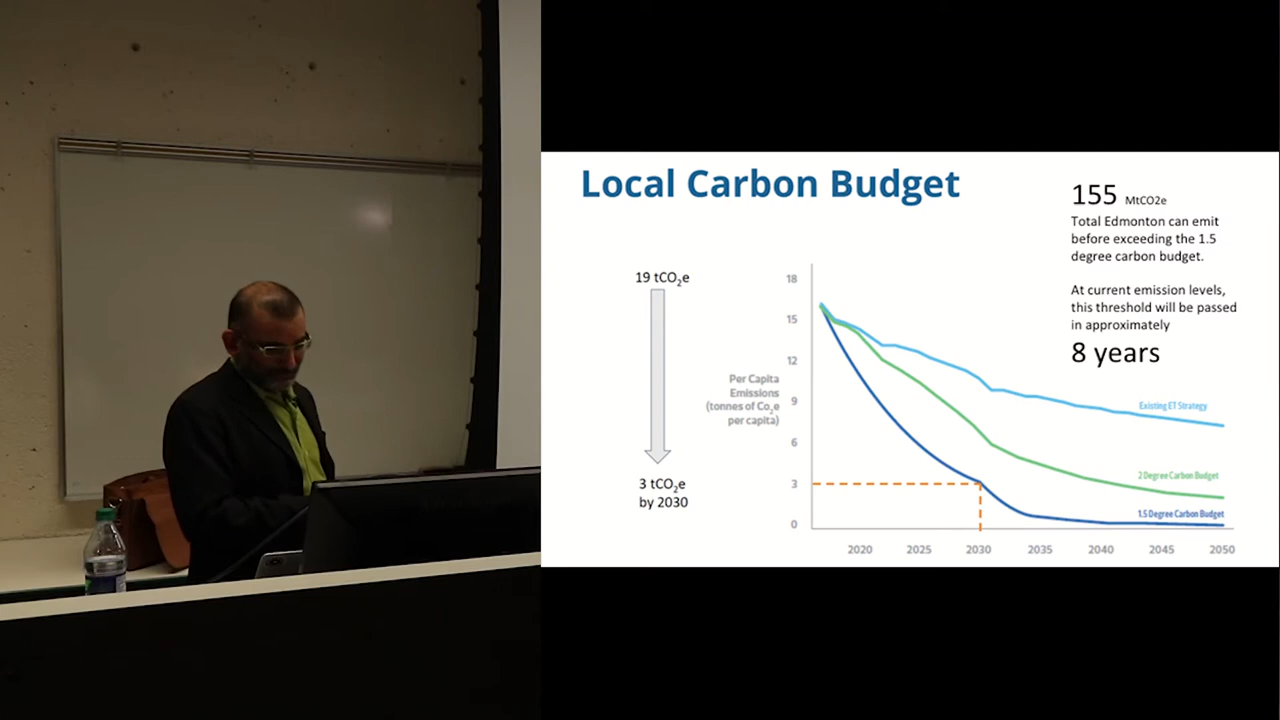 Local Carbon Budget
155 MtCO2e
Total Edmonton can emit
before exceeding the 1.5
degree carbon budget.
At current emission levels,
this threshold will be passed
in approximately
8 years
19 tCO2e
3 tCO2e
by 2030
Per Capita
Emissions
(tonnes of Co2e
per capita)
18
15
12
9
6
3
0
Existing ET Strategy
2 Degree Carbon Budget
1.5 Degree Carbon Budget
2020 2025 2030 2035 2040 2045 2050